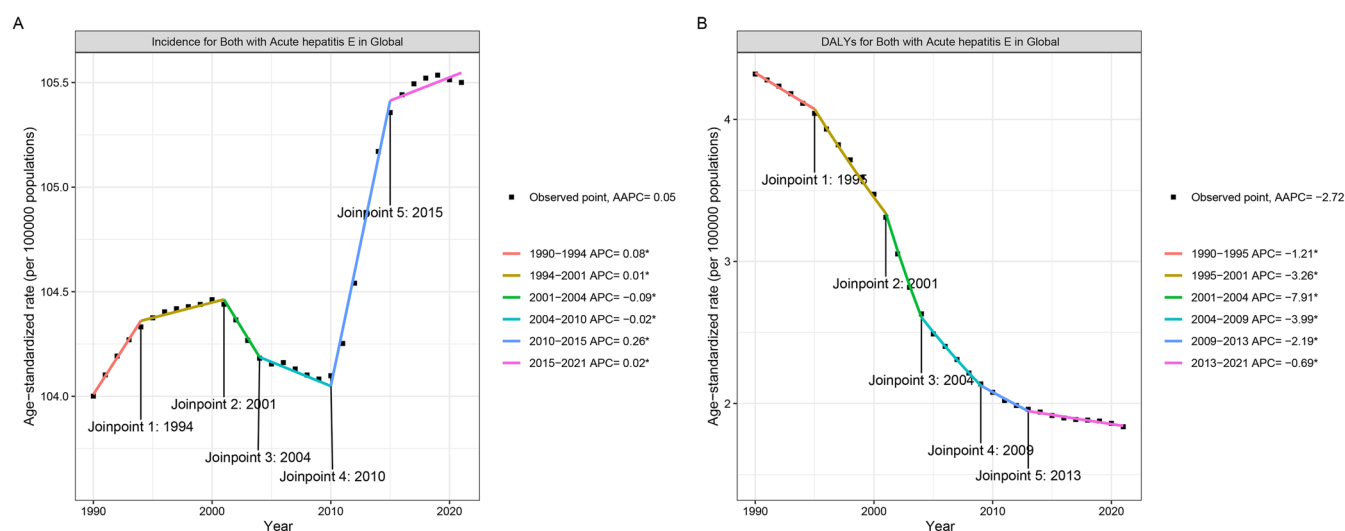 A
Incidence for Both with Acute hepatitis E in Global
Age−standardized rate (per 100000 populations)
105.5
105.0
104.5
104.0
Joinpoint 1: 1994
Joinpoint 2: 2001
Joinpoint 3: 2004
Joinpoint 4: 2010
Joinpoint 5: 2015
1990
2000
2010
2020
Year
Observed point, AAPC= 0.05
1990−1994 APC= 0.08*
1994−2001 APC= 0.01*
2001−2004 APC= −0.09*
2004−2010 APC= −0.02*
2010−2015 APC= 0.26*
2015−2021 APC= 0.02*
B
DALYs for Both with Acute hepatitis E in Global
Age−standardized rate (per 100000 populations)
4
3
2
Joinpoint 1: 1995
Joinpoint 2: 2001
Joinpoint 3: 2004
Joinpoint 4: 2009
Joinpoint 5: 2013
1990
2000
2010
2020
Year
Observed point, AAPC= −2.72
1990−1995 APC= −1.21*
1995−2001 APC= −3.26*
2001−2004 APC= −7.91*
2004−2009 APC= −3.99*
2009−2013 APC= −2.19*
2013−2021 APC= −0.69*